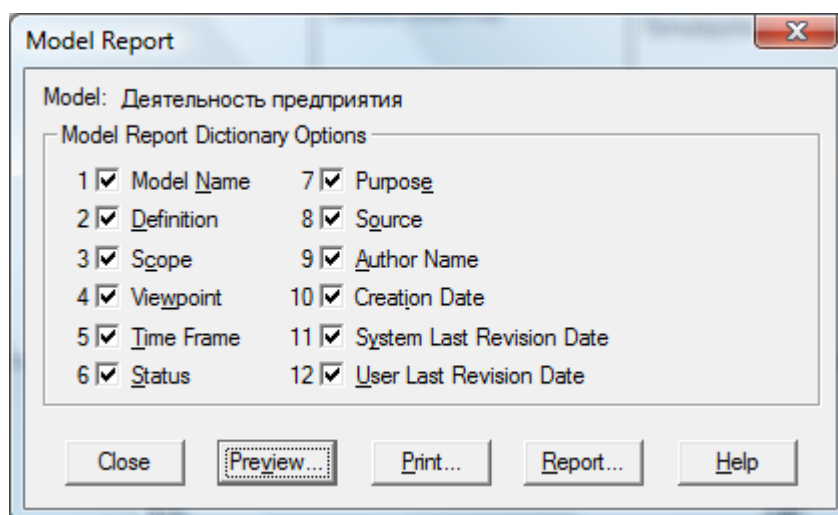 Model Report
Model: Деятельность предприятия
Model Report Dictionary Options
1 Model Name 7 Purpose
2 Definition 8 Source
3 Scope 9 Author Name
4 Viewpoint 10 Creation Date
5 Time Frame 11 System Last Revision Date
6 Status 12 User Last Revision Date
Close Preview... Print... Report... Help